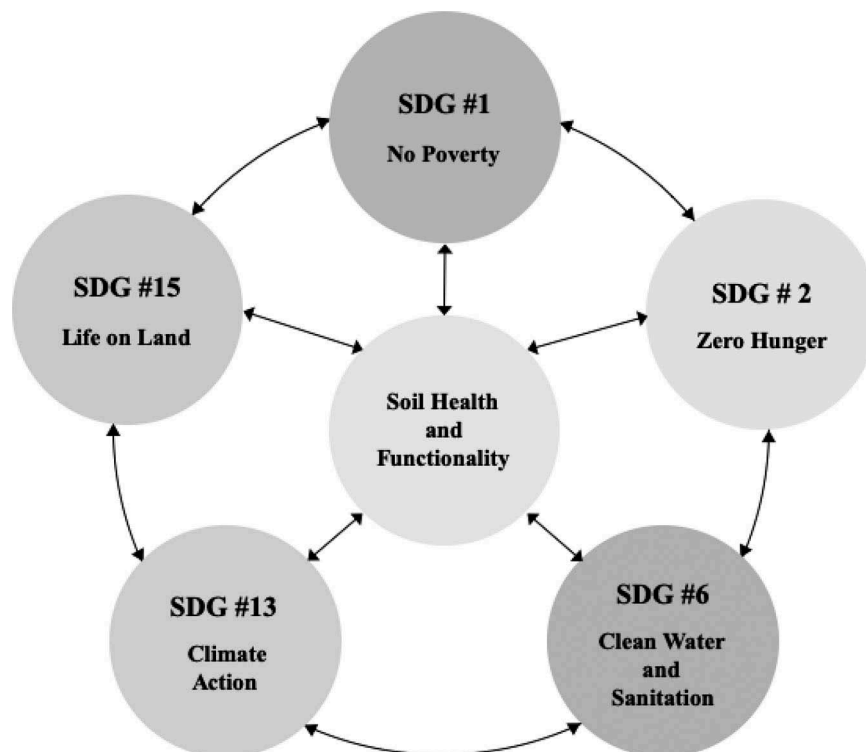 SDG #1
No Poverty
SDG #15
Life on Land
SDG # 2
Zero Hunger
Soil Health
and
Functionality
SDG #13
Climate
Action
SDG #6
Clean Water
and
Sanitation